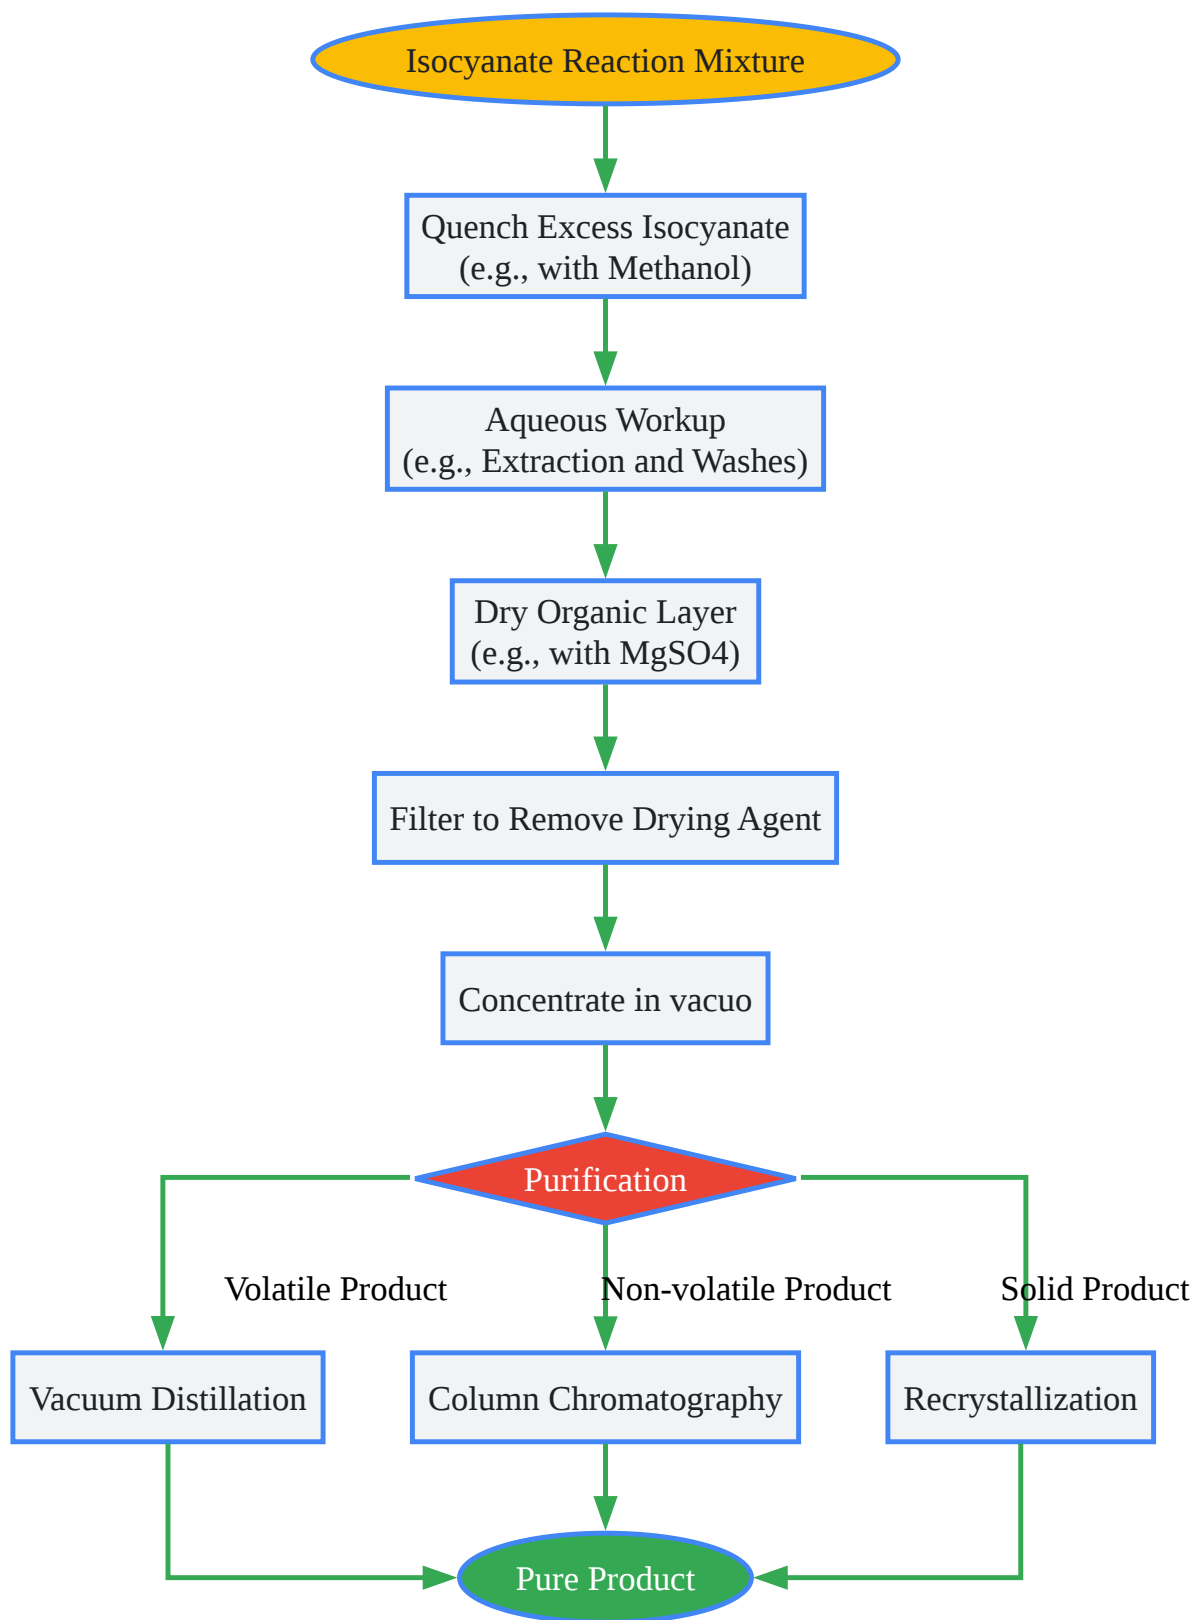 Isocyanate Reaction Mixture
Quench Excess Isocyanate
(e.g., with Methanol)
Aqueous Workup
(e.g., Extraction and Washes)
Dry Organic Layer
(e.g., with MgSO4)
Filter to Remove Drying Agent
Concentrate in vacuo
Purification
Volatile Product
Non-volatile Product
Solid Product
Vacuum Distillation
Column Chromatography
Recrystallization
Pure Product